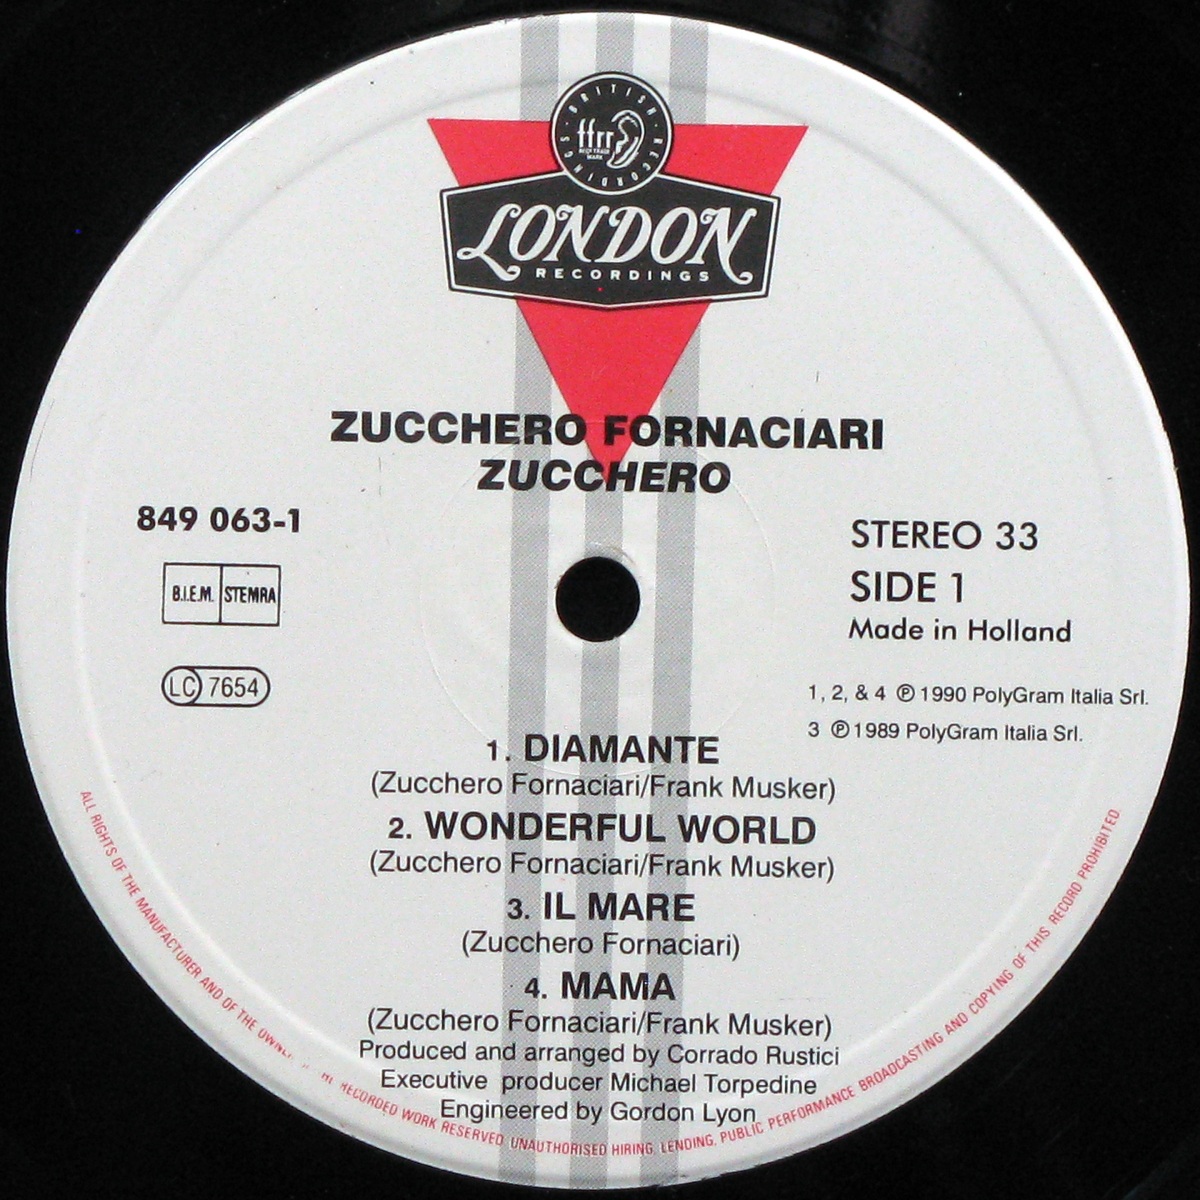 BRITISH RECORDINGS
ffrr
LONDON
RECORDINGS
ZUCCHERO FORNACIARI
ZUCCHERO
849 063-1
B.I.E.M. STEMRA
LC 7654
STEREO 33
SIDE 1
Made in Holland
1, 2, & 4 ℗ 1990 PolyGram Italia Srl.
3 ℗ 1989 PolyGram Italia Srl.
1. DIAMANTE
(Zucchero Fornaciari/Frank Musker)
2. WONDERFUL WORLD
(Zucchero Fornaciari/Frank Musker)
3. IL MARE
(Zucchero Fornaciari)
4. MAMA
(Zucchero Fornaciari/Frank Musker)
Produced and arranged by Corrado Rustici
Executive producer Michael Torpedine
Engineered by Gordon Lyon
ALL RIGHTS OF THE MANUFACTURER AND OF THE RECORDED WORK RESERVED UNAUTHORISED HIRING, LENDING, PUBLIC PERFORMANCE BROADCASTING AND COPYING OF THIS RECORD PROHIBITED